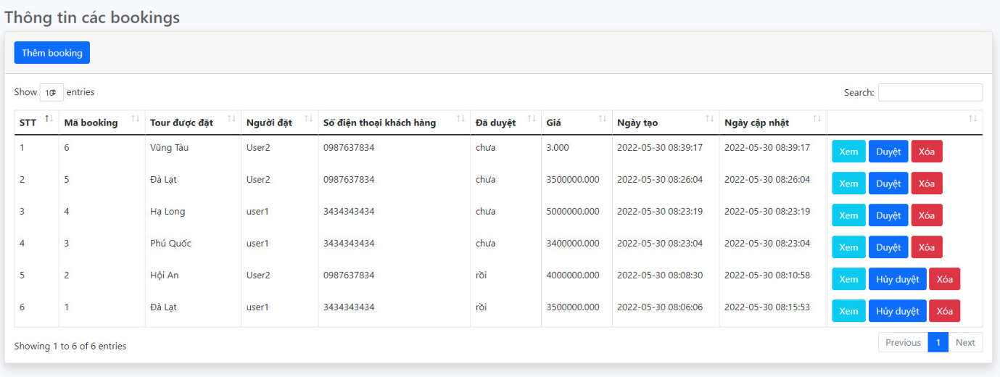 Thông tin các bookings
Thêm booking
Show 10 entries Search:
STT Mã booking Tour được đặt Người đặt Số điện thoại khách hàng Đã duyệt Giá Ngày tạo Ngày cập nhật
1 6 Vũng Tàu User2 0987637834 chưa 3.000 2022-05-30 08:39:17 2022-05-30 08:39:17 Xem Duyệt Xóa
2 5 Đà Lạt User2 0987637834 chưa 3500000.000 2022-05-30 08:26:04 2022-05-30 08:26:04 Xem Duyệt Xóa
3 4 Hạ Long user1 3434343434 chưa 5000000.000 2022-05-30 08:23:19 2022-05-30 08:23:19 Xem Duyệt Xóa
4 3 Phú Quốc user1 3434343434 chưa 3400000.000 2022-05-30 08:23:04 2022-05-30 08:23:04 Xem Duyệt Xóa
5 2 Hội An User2 0987637834 rồi 4000000.000 2022-05-30 08:08:30 2022-05-30 08:10:58 Xem Hủy duyệt Xóa
6 1 Đà Lạt user1 3434343434 rồi 3500000.000 2022-05-30 08:06:06 2022-05-30 08:15:53 Xem Hủy duyệt Xóa
Showing 1 to 6 of 6 entries Previous 1 Next